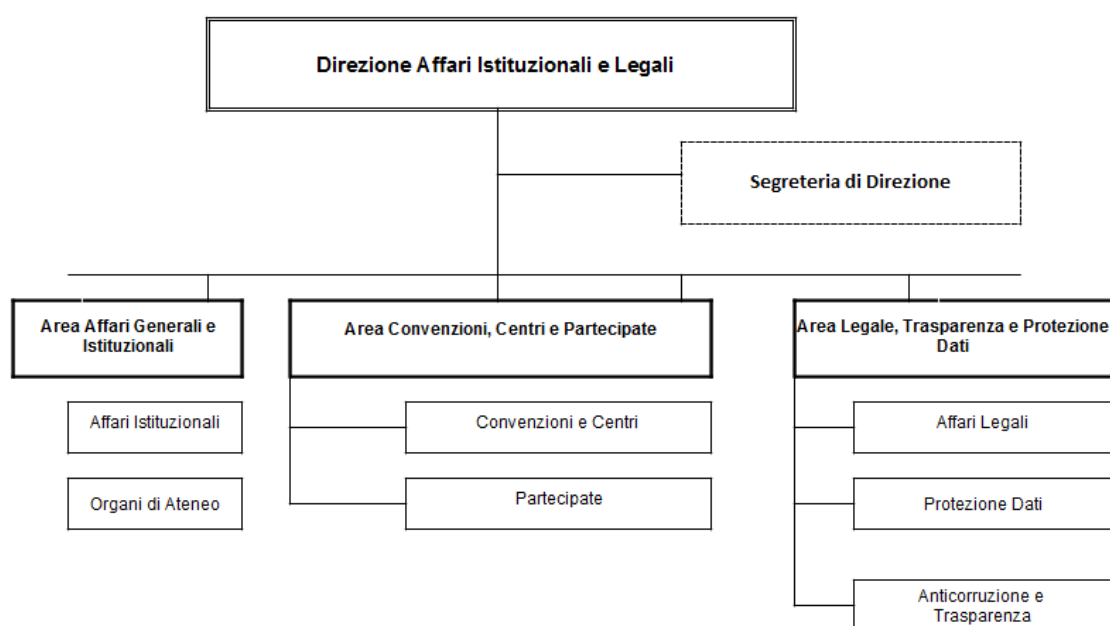 Direzione Affari Istituzionali e Legali
Segreteria di Direzione
Area Affari Generali e
Istituzionali
Area Convenzioni, Centri e Partecipate
Area Legale, Trasparenza e Protezione
Dati
Affari Istituzionali
Convenzioni e Centri
Affari Legali
Organi di Ateneo
Partecipate
Protezione Dati
Anticorruzione e
Trasparenza